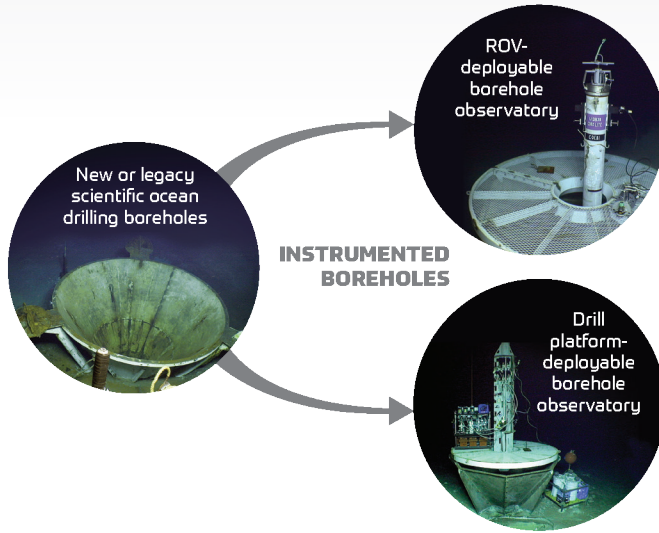 ROV-
deployable
borehole
observatory
New or legacy
scientific ocean
drilling boreholes
INSTRUMENTED
BOREHOLES
Drill
platform-
deployable
borehole
observatory